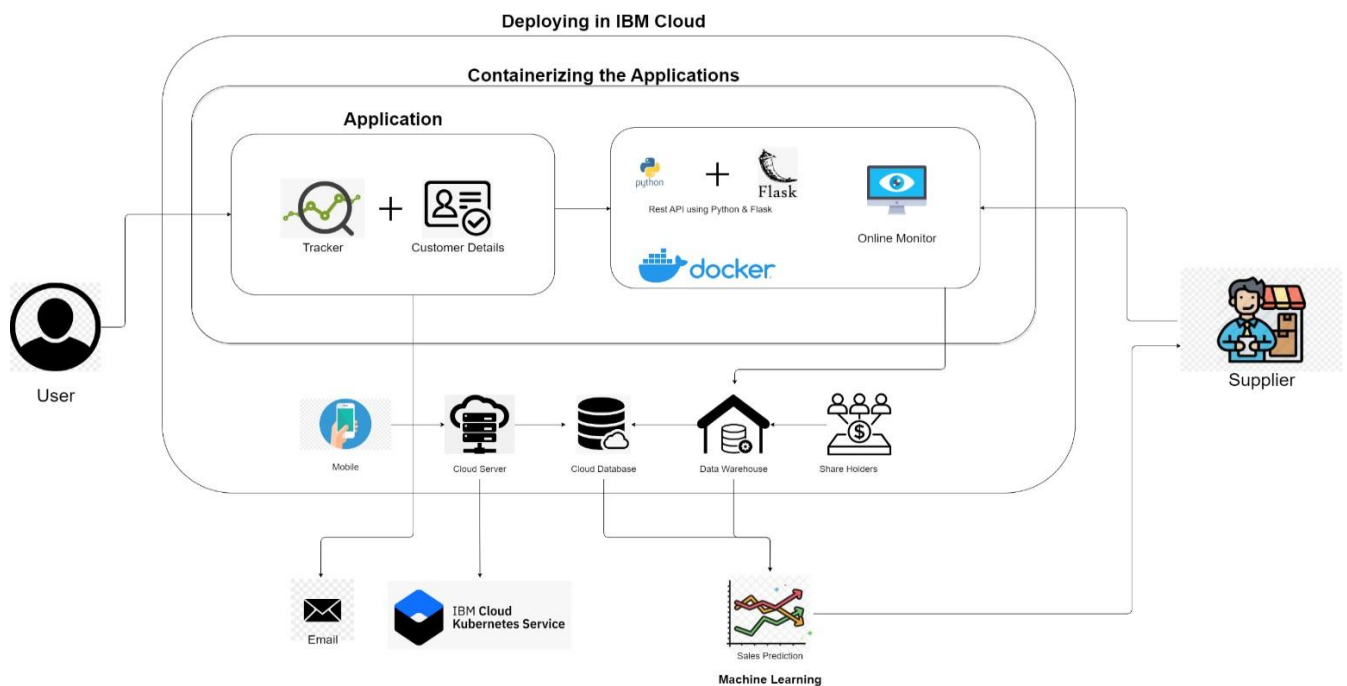 Deploying in IBM Cloud
Containerizing the Applications
Application
python
Flask
Rest API using Python & Flask
Tracker
Customer Details
Online Monitor
docker
User
Supplier
Mobile
Cloud Server
Cloud Database
Data Warehouse
Share Holders
Email
IBM Cloud
Kubernetes Service
Sales Prediction
Machine Learning